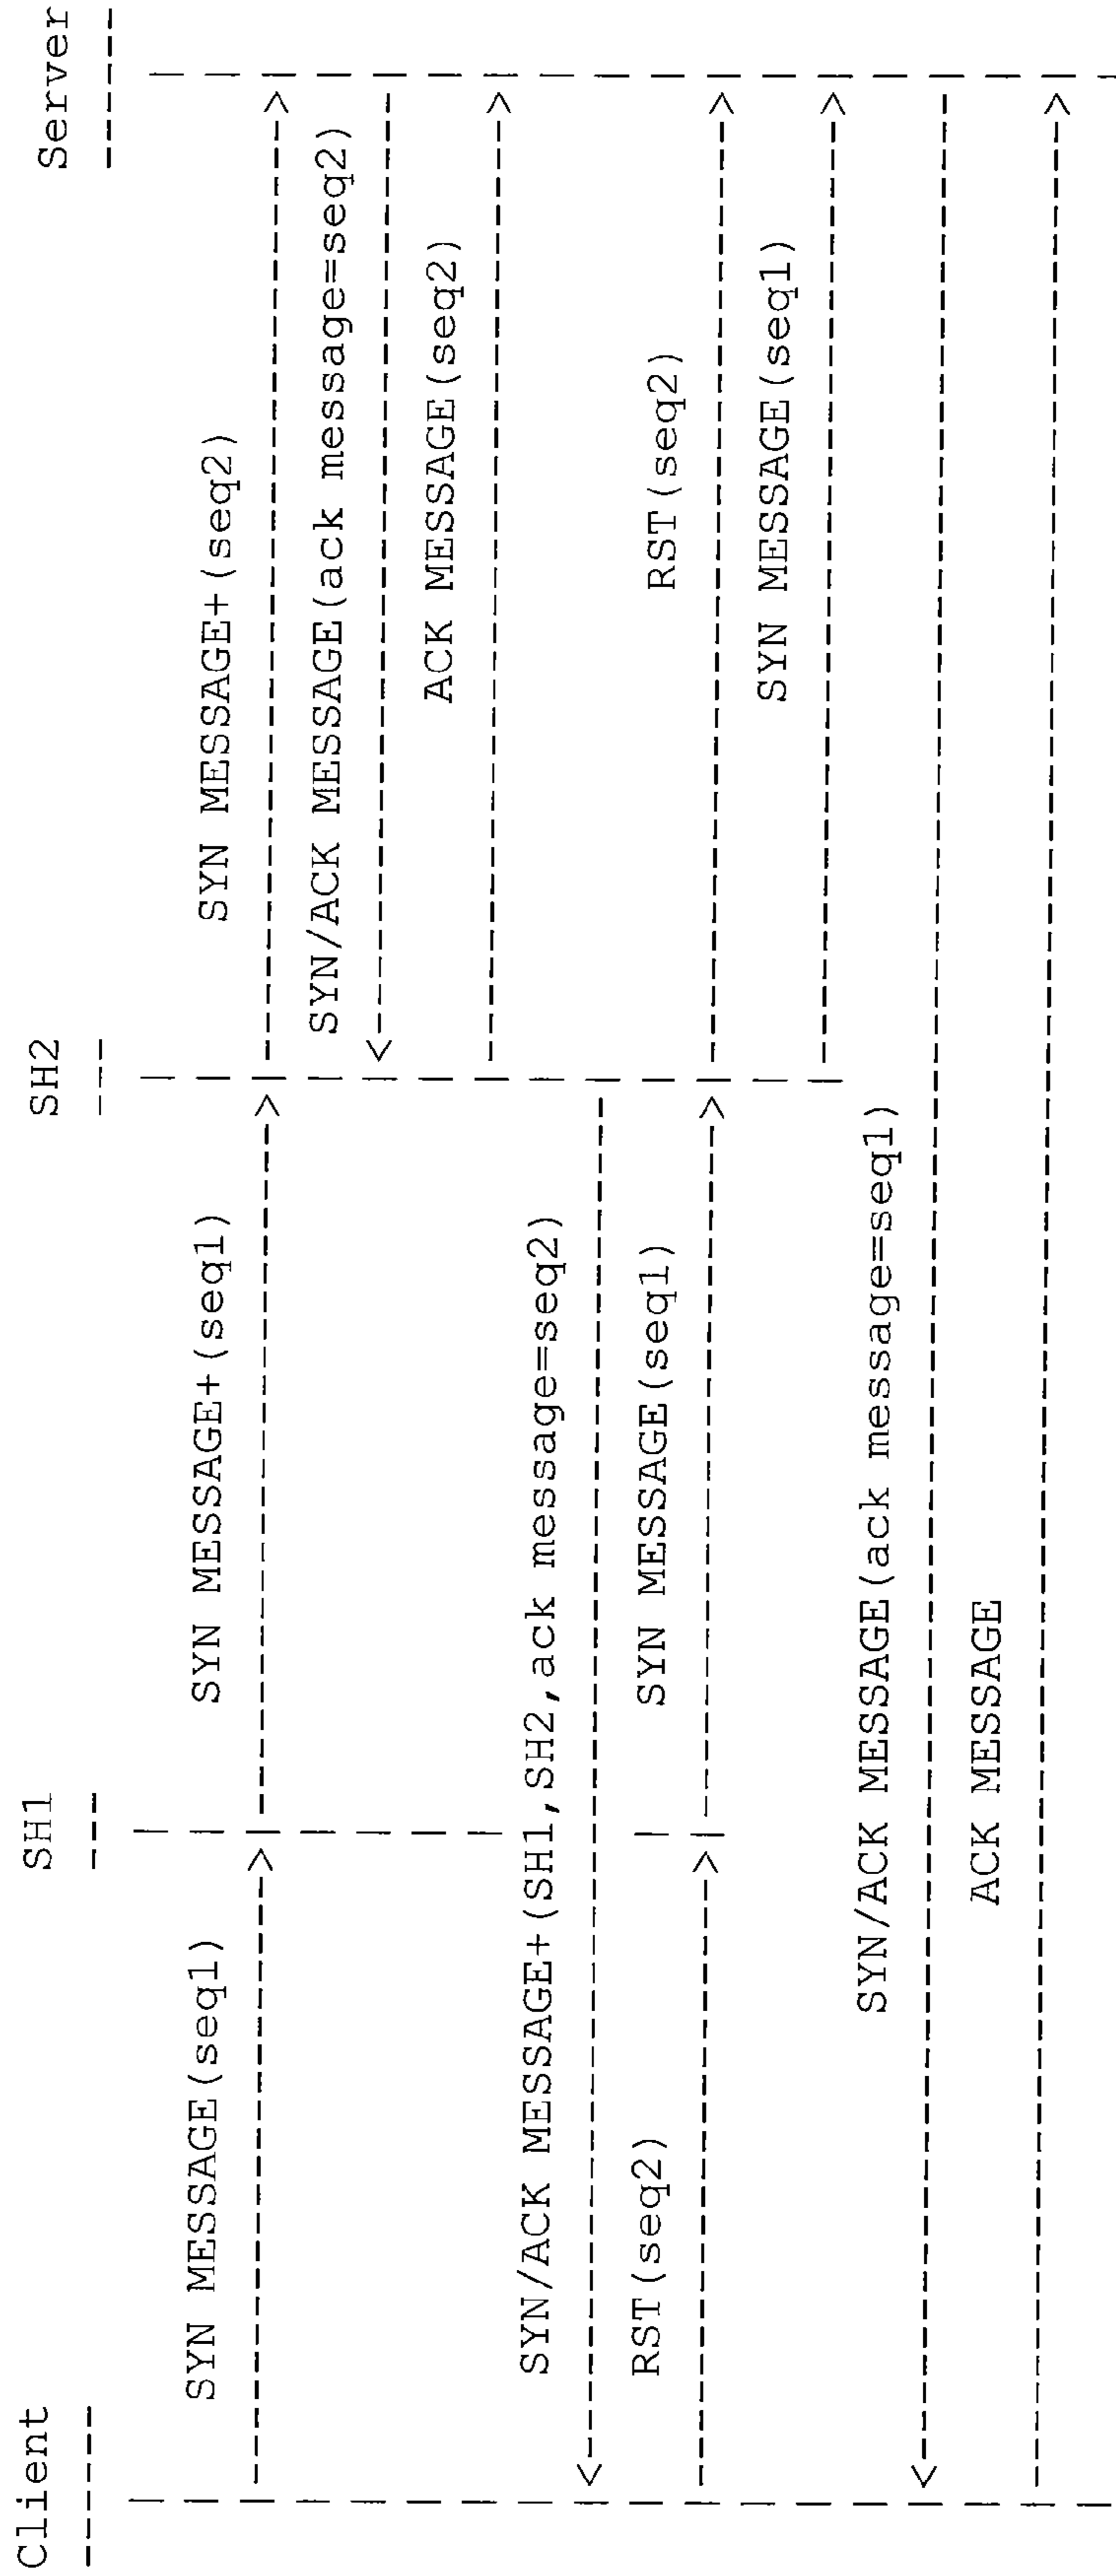 Client SH1 SH2 Server
SYN MESSAGE(seq1) SYN MESSAGE+(seq1) SYN MESSAGE+(seq2)
SYN/ACK MESSAGE(ack message=seq2)
ACK MESSAGE(seq2)
SYN/ACK MESSAGE+(SH1,SH2,ack message=seq2)
RST(seq2) SYN MESSAGE(seq1) RST(seq2)
SYN MESSAGE(seq1)
SYN/ACK MESSAGE(ack message=seq1)
ACK MESSAGE